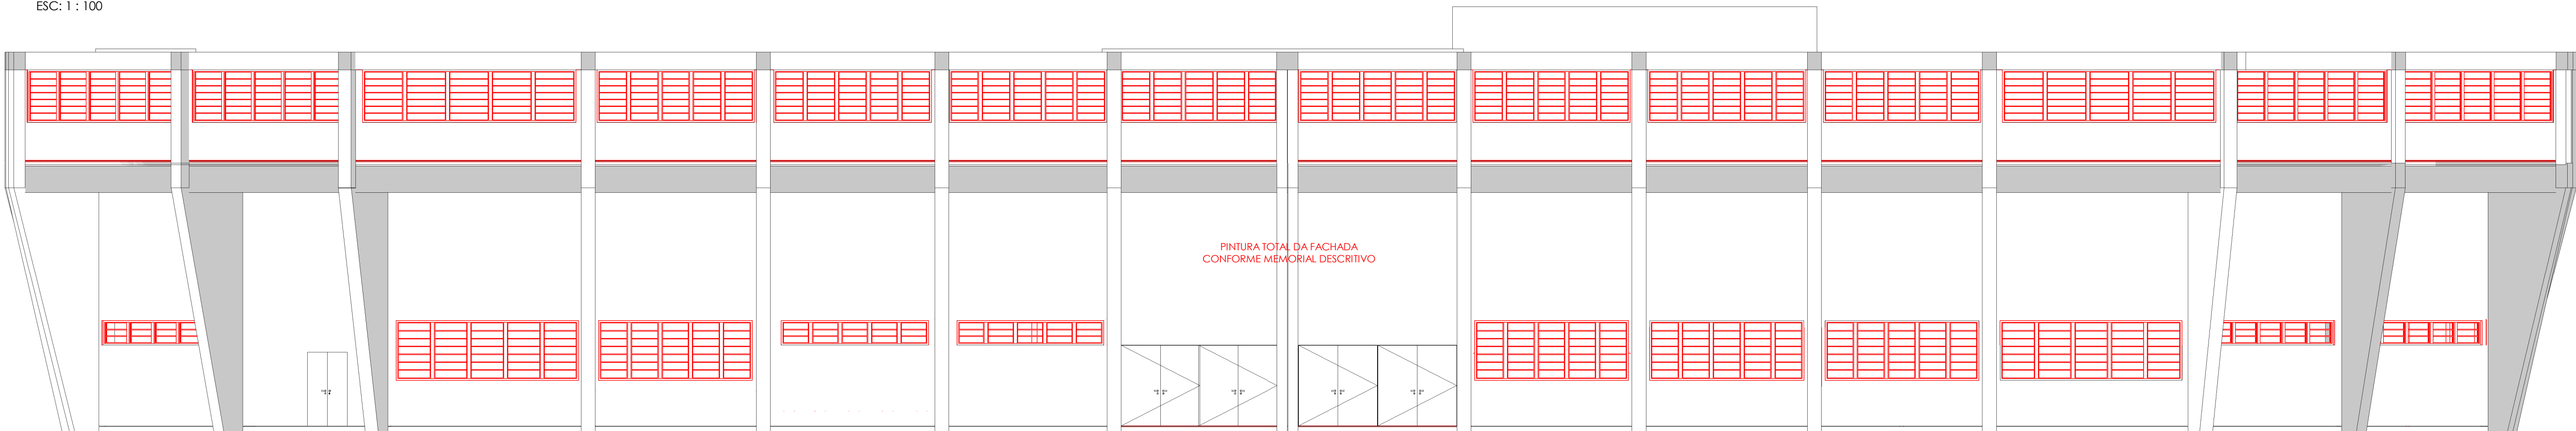 ESC: 1 : 100
PINTURA TOTAL DA FACHADA
CONFORME MEMORIAL DESCRITIVO